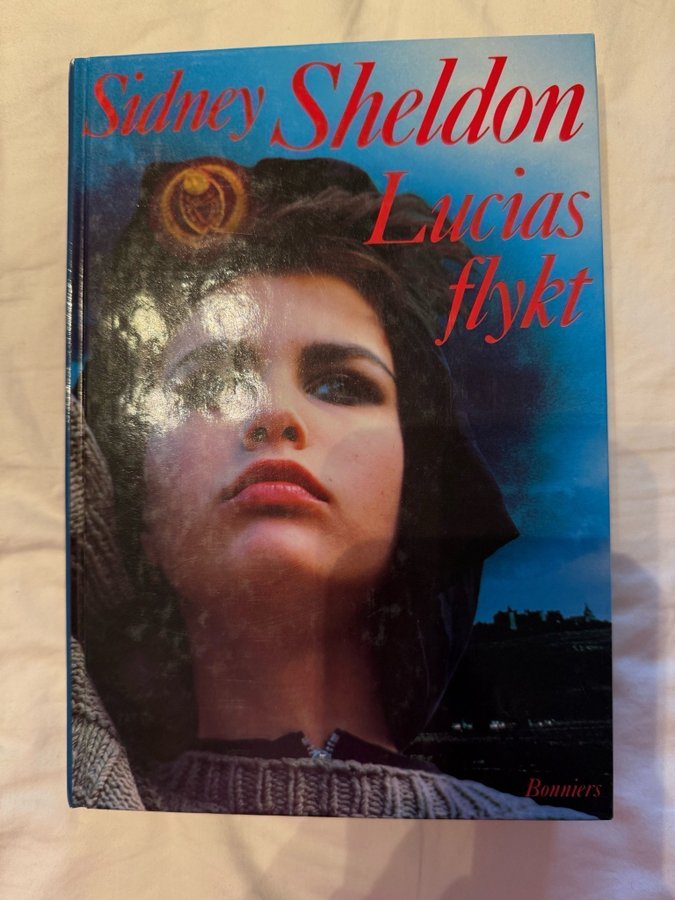 Sidney Sheldon
Lucias
flykt
Bonniers